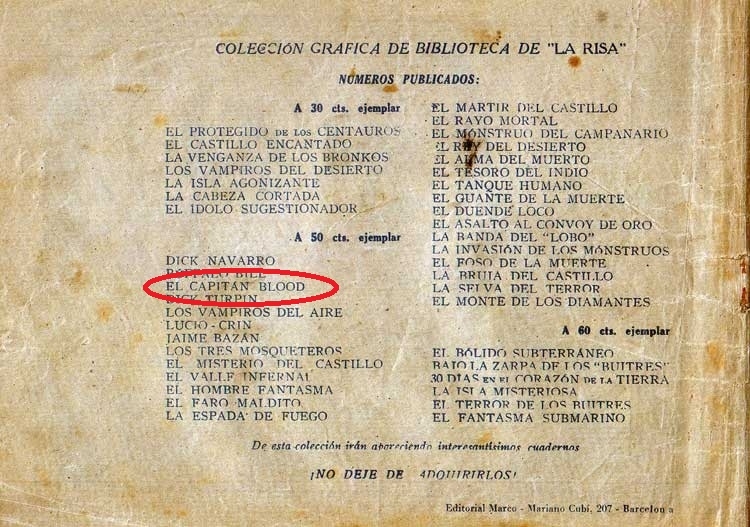 COLECCIÓN GRAFICA DE BIBLIOTECA DE "LA RISA"
NÚMEROS PUBLICADOS:
A 30 cts. ejemplar
EL PROTEGIDO DE LOS CENTAUROS
EL CASTILLO ENCANTADO
LA VENGANZA DE LOS BRONKOS
LOS VAMPIROS DEL DESIERTO
LA ISLA AGONIZANTE
LA CABEZA CORTADA
EL IDOLO SUGESTIONADOR
A 50 cts. ejemplar
DICK NAVARRO
BUFFALO BILL
EL CAPITÁN BLOOD
DICK TURPIN
LOS VAMPIROS DEL AIRE
LUCIO-CRIN
JAIME BAZÁN
LOS TRES MOSQUETEROS
EL MISTERIO DEL CASTILLO
EL VALLE INFERNAL
EL HOMBRE FANTASMA
EL FARO MALDITO
LA ESPADA DE FUEGO
EL MARTIR DEL CASTILLO
EL RAYO MORTAL
EL MÓNSTRUO DEL CAMPANARIO
EL REY DEL DESIERTO
EL ALMA DEL MUERTO
EL TESORO DEL INDIO
EL TANQUE HUMANO
EL GUANTE DE LA MUERTE
EL DUENDE LOCO
EL ASALTO AL CONVOY DE ORO
LA BANDA DEL "LOBO"
LA INVASIÓN DE LOS MÓNSTRUOS
EL FOSO DE LA MUERTE
LA BRUJA DEL CASTILLO
LA SELVA DEL TERROR
EL MONTE DE LOS DIAMANTES
A 60 cts. ejemplar
EL BÓLIDO SUBTERRÁNEO
BAJO LA ZARPA DE LOS "BUITRES"
30 DÍAS EN EL CORAZÓN DE LA TIERRA
LA ISLA MISTERIOSA
EL TERROR DE LOS BUITRES
EL FANTASMA SUBMARINO
De esta colección irán apareciendo interesantísimos cuadernos
¡NO DEJE DE ADQUIRIRLOS!
Editorial Marco - Mariano Cubí, 207 - Barcelona